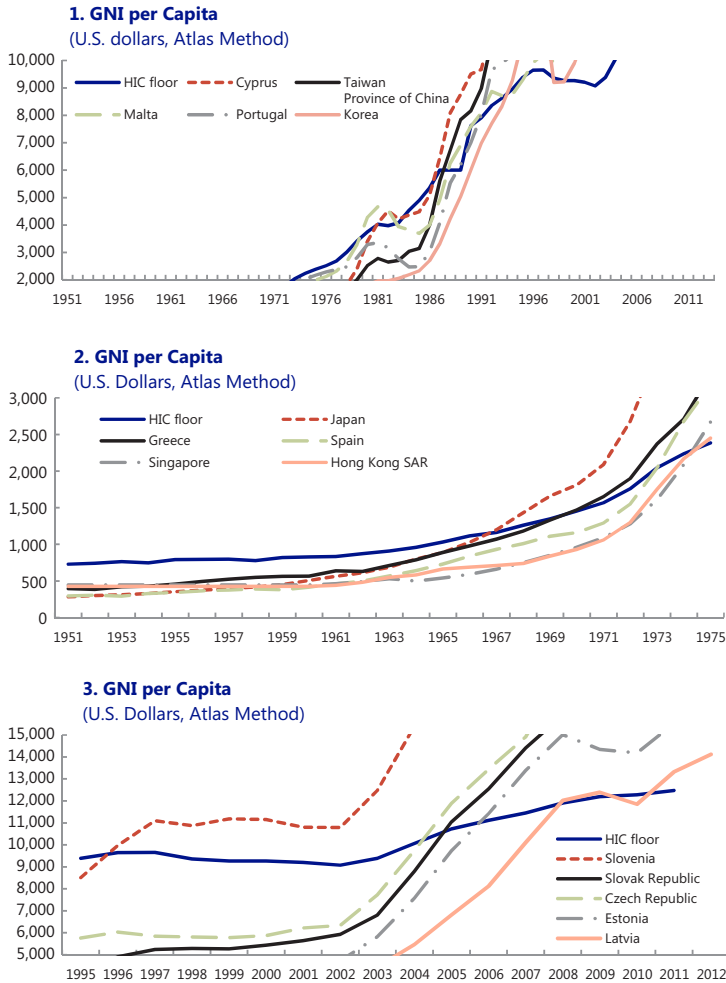 1. GNI per Capita
(U.S. dollars, Atlas Method)
10,000
9,000
8,000
7,000
6,000
5,000
4,000
3,000
2,000
HIC floor
Cyprus
Taiwan
Province of China
Malta
Portugal
Korea
1951 1956 1961 1966 1971 1976 1981 1986 1991 1996 2002 2006 2011
2. GNI per Capita
(U.S. Dollars, Atlas Method)
3,000
2,500
2,000
1,500
1,000
500
0
HIC floor
Japan
Greece
Spain
Singapore
Hong Kong SAR
1951 1953 1955 1957 1959 1961 1963 1965 1967 1969 1971 1973 1975
3. GNI per Capita
(U.S. Dollars, Atlas Method)
15,000
14,000
13,000
12,000
11,000
10,000
9,000
8,000
7,000
6,000
5,000
HIC floor
Slovenia
Slovak Republic
Czech Republic
Estonia
Latvia
1995 1996 1997 1998 1999 2000 2001 2002 2003 2004 2005 2006 2007 2008 2009 2010 2011 2012